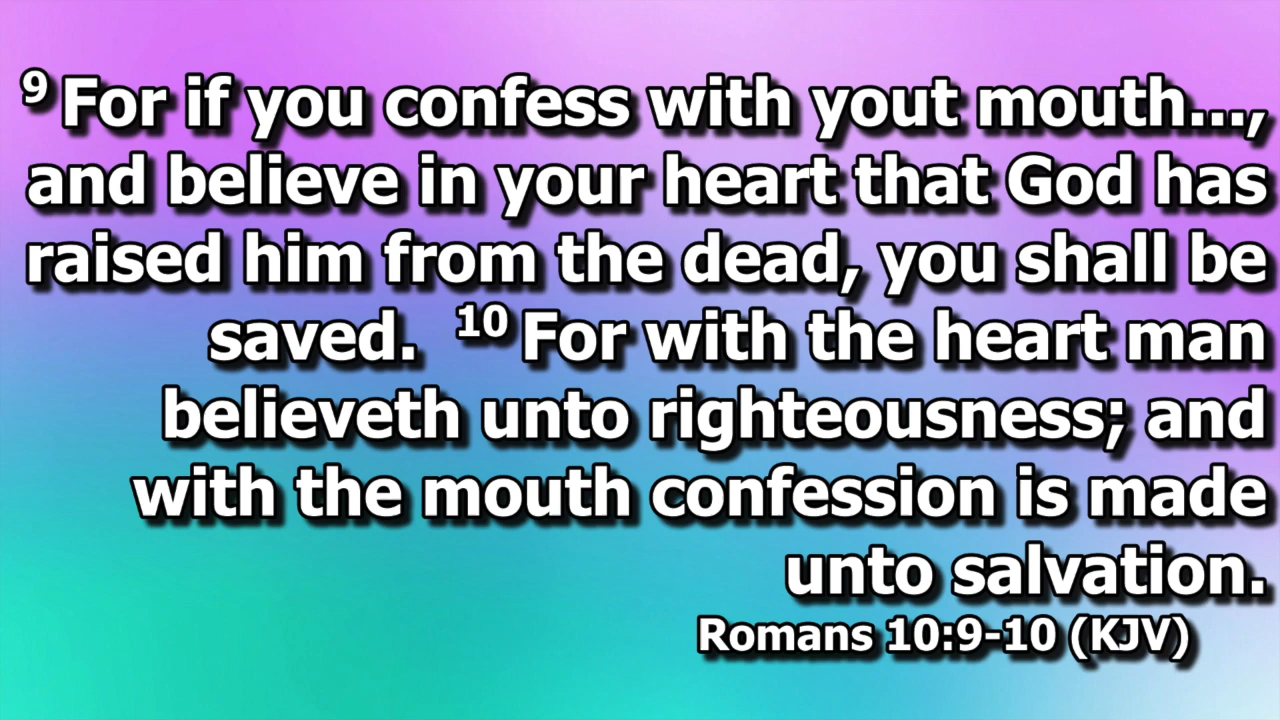 9 For if you confess with yout mouth...,
and believe in your heart that God has
raised him from the dead, you shall be
saved. 10 For with the heart man
believeth unto righteousness; and
with the mouth confession is made
unto salvation.
Romans 10:9-10 (KJV)